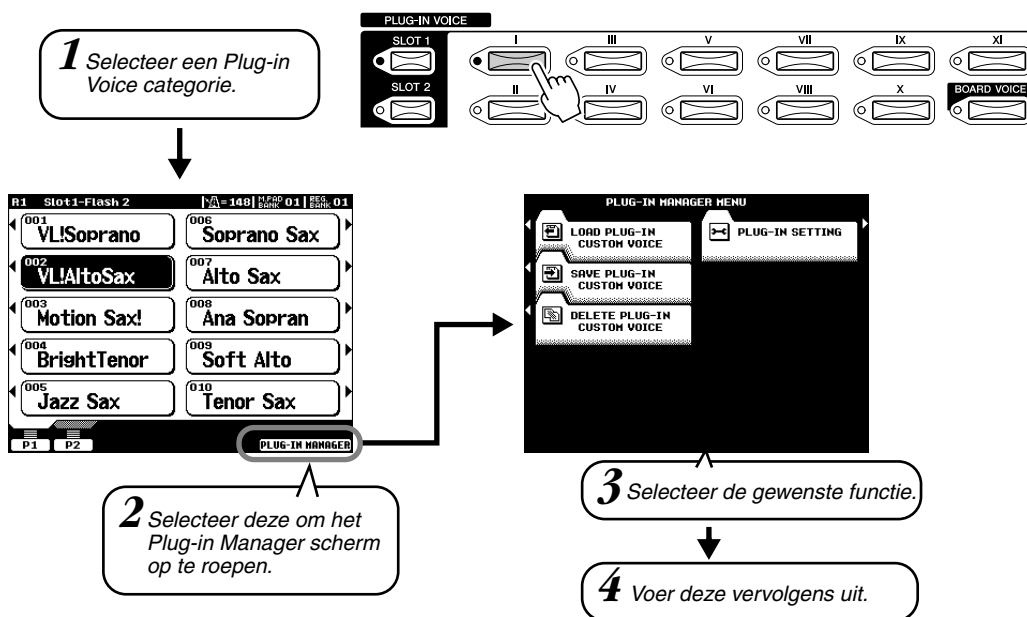 PLUG-IN VOICE
SLOT 1
I
III
V
VII
IX
XI
SLOT 2
II
IV
VI
VIII
X
BOARD VOICE
1 Selecteer een Plug-in
Voice categorie.
R1 Slot1-Flash 2 =148 M.PAD BANK 01 REG. BANK 01
001 VL!Soprano
006 Soprano Sax
002 VL!AltoSax
007 Alto Sax
003 Motion Sax!
008 Ana Sopran
004 BrightTenor
009 Soft Alto
005 Jazz Sax
010 Tenor Sax
P1 P2 PLUG-IN MANAGER
2 Selecteer deze om het
Plug-in Manager scherm
op te roepen.
PLUG-IN MANAGER MENU
LOAD PLUG-IN
CUSTOM VOICE
PLUG-IN SETTING
SAVE PLUG-IN
CUSTOM VOICE
DELETE PLUG-IN
CUSTOM VOICE
3 Selecteer de gewenste functie.
4 Voer deze vervolgens uit.